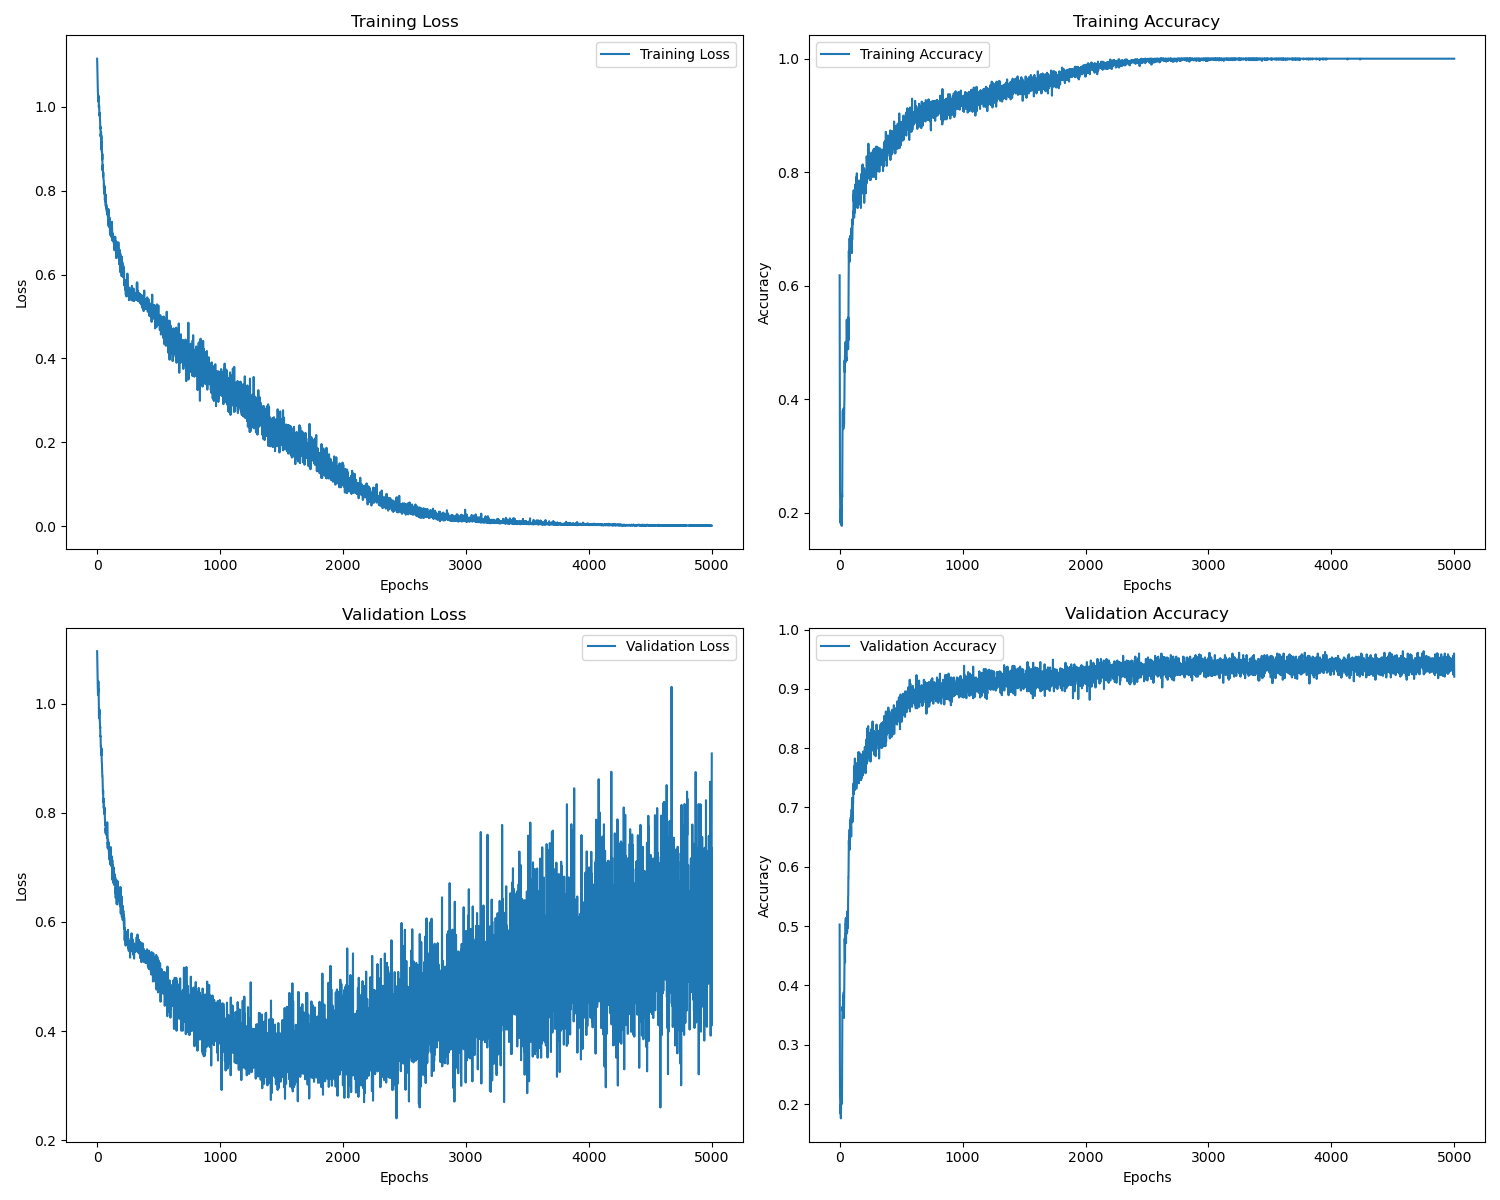 Training Loss
Training Loss
1.0
0.8
0.6
0.4
0.2
0.0
Loss
0 1000 2000 3000 4000 5000
Epochs
Training Accuracy
Training Accuracy
1.0
0.8
0.6
0.4
0.2
Accuracy
0 1000 2000 3000 4000 5000
Epochs
Validation Loss
Validation Loss
1.0
0.8
0.6
0.4
0.2
Loss
0 1000 2000 3000 4000 5000
Epochs
Validation Accuracy
Validation Accuracy
1.0
0.9
0.8
0.7
0.6
0.5
0.4
0.3
0.2
Accuracy
0 1000 2000 3000 4000 5000
Epochs